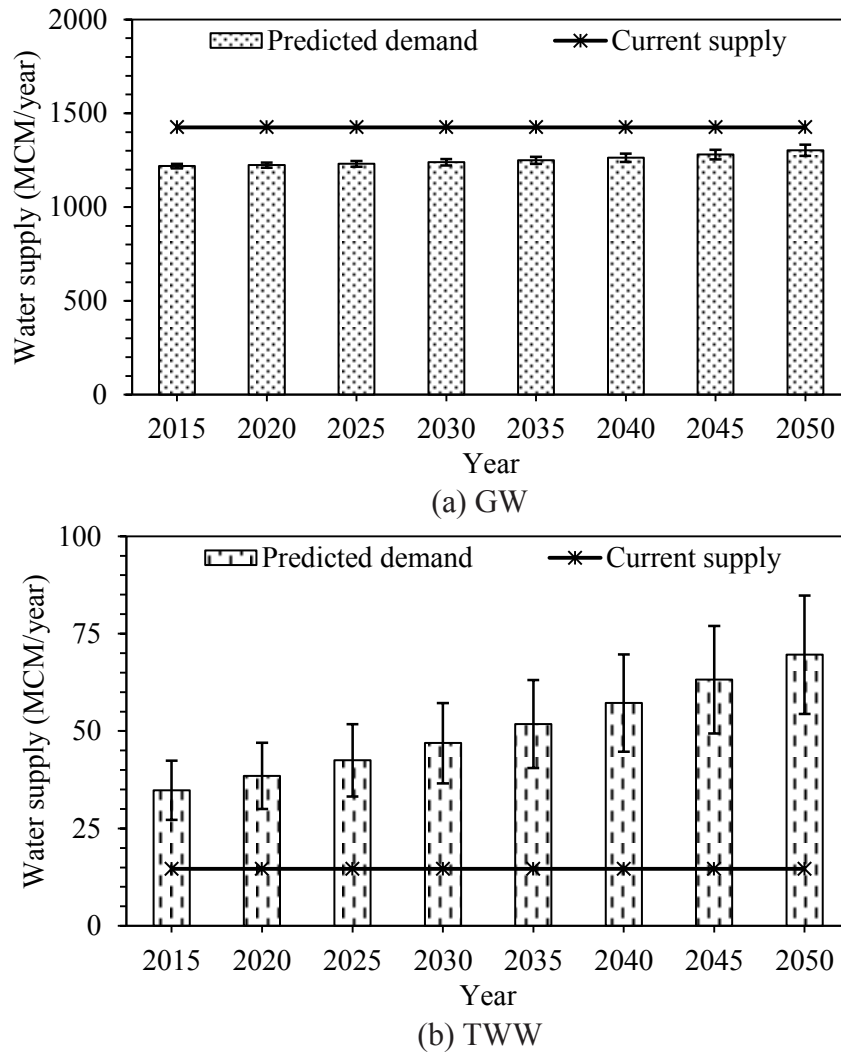 Water supply (MCM/year)
2000
1500
1000
500
0
Predicted demand
Current supply
2015 2020 2025 2030 2035 2040 2045 2050
Year
(a) GW
Water supply (MCM/year)
100
75
50
25
0
Predicted demand
Current supply
2015 2020 2025 2030 2035 2040 2045 2050
Year
(b) TWW